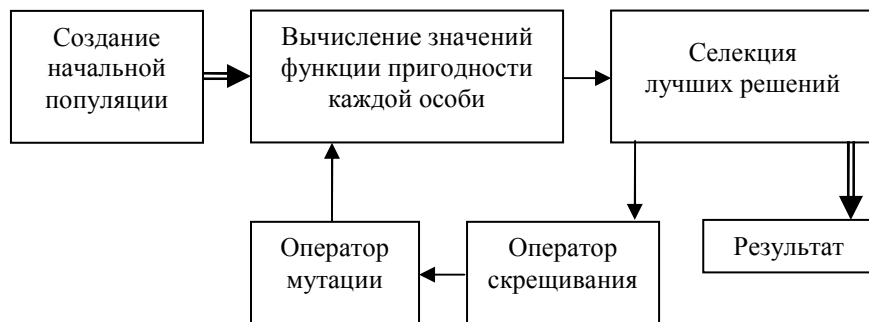 Создание
начальной
популяции
Вычисление значений
функции пригодности
каждой особи
Селекция
лучших решений
Оператор
мутации
Оператор
скрещивания
Результат